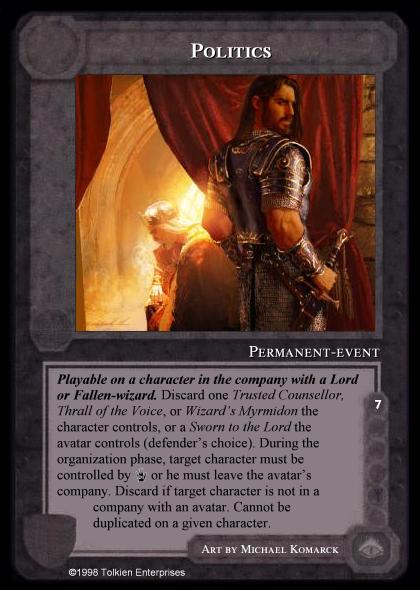 Politics
Permanent-event
Playable on a character in the company with a Lord
or Fallen-wizard. Discard one Trusted Counsellor,
Thrall of the Voice, or Wizard's Myrmidon the
character controls, or a Sworn to the Lord the
avatar controls (defender's choice). During the
organization phase, target character must be
controlled by or he must leave the avatar's
company. Discard if target character is not in a
company with an avatar. Cannot be
duplicated on a given character.
7
Art by Michael Komarck
©1998 Tolkien Enterprises